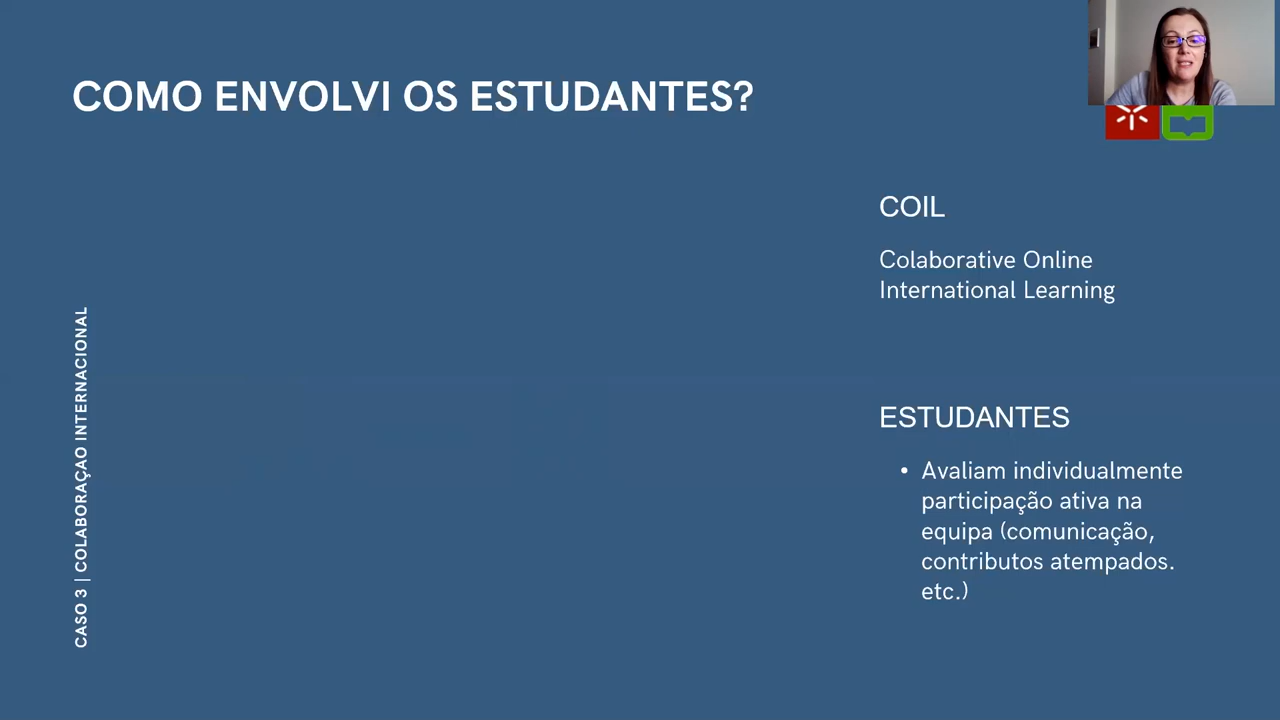 COMO ENVOLVI OS ESTUDANTES?
COIL
Colaborative Online
International Learning
ESTUDANTES
• Avaliam individualmente
participação ativa na
equipa (comunicação,
contributos atempados.
etc.)
CASO 3 | COLABORAÇAO INTERNACIONAL